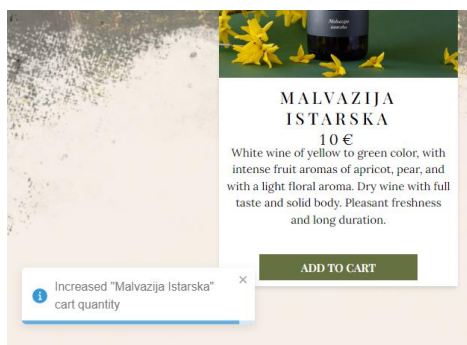 Malvazija
istarska
MALVAZIJA
ISTARSKA
10€
White wine of yellow to green color, with
intense fruit aromas of apricot, pear, and
with a light floral aroma. Dry wine with full
taste and solid body. Pleasant freshness
and long duration.
ADD TO CART
Increased "Malvazija Istarska"
cart quantity